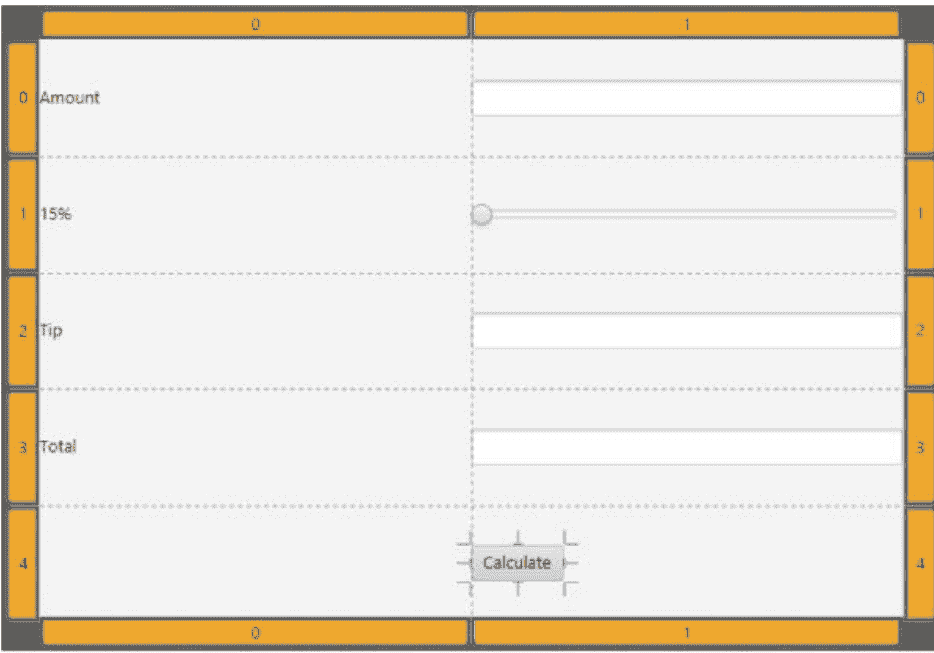 0 1
0 Amount 0
1 15% 1
2 Tip 2
3 Total 3
4 Calculate 4
0 1